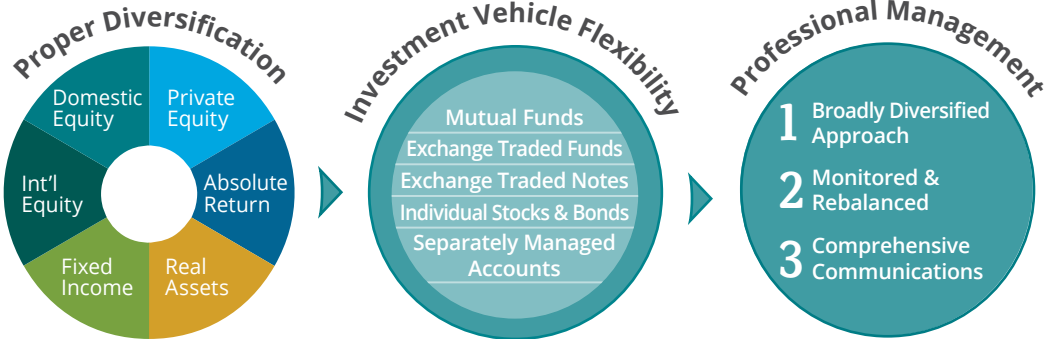 Proper Diversification
Domestic
Equity
Private
Equity
Int'l
Equity
Absolute
Return
Fixed
Income
Real
Assets
Investment Vehicle Flexibility
Mutual Funds
Exchange Traded Funds
Exchange Traded Notes
Individual Stocks & Bonds
Separately Managed
Accounts
Professional Management
1 Broadly Diversified
Approach
2 Monitored &
Rebalanced
3 Comprehensive
Communications